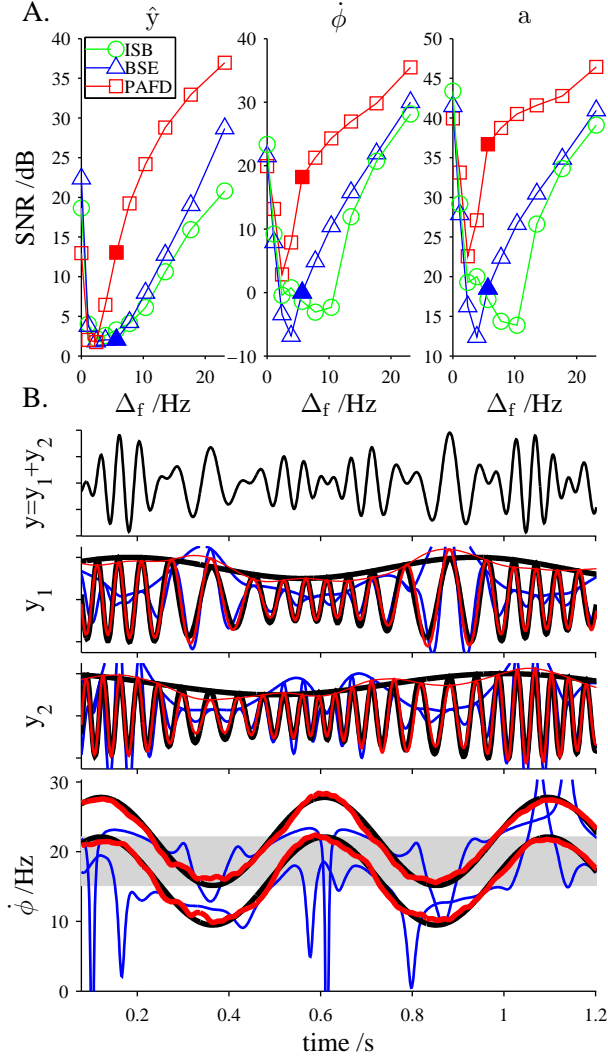 A.
ŷ
ϕ̇
a
ISB
BSE
PAFD
SNR /dB
40
35
30
25
20
15
10
5
0
0 10 20
40
30
20
10
0
−10
0 10 20
50
45
40
35
30
25
20
15
10
0 10 20
Δf /Hz
Δf /Hz
Δf /Hz
B.
y=y1+y2
y1
y2
ϕ̇ /Hz
30
20
10
0
0.2 0.4 0.6 0.8 1 1.2
time /s